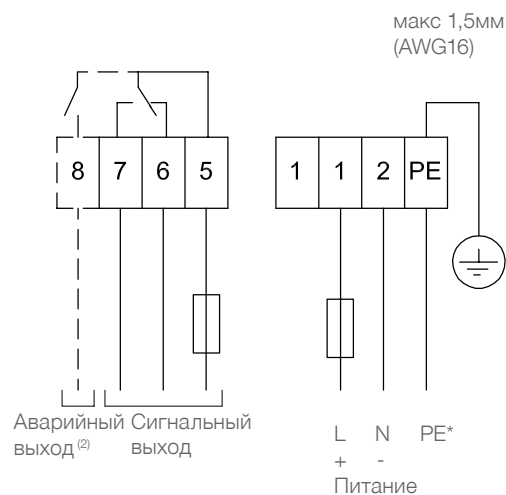 макс 1,5мм
(AWG16)
8 7 6 5 1 1 2 PE
Аварийный Сигнальный
выход (2) выход
L N PE*
+ -
Питание